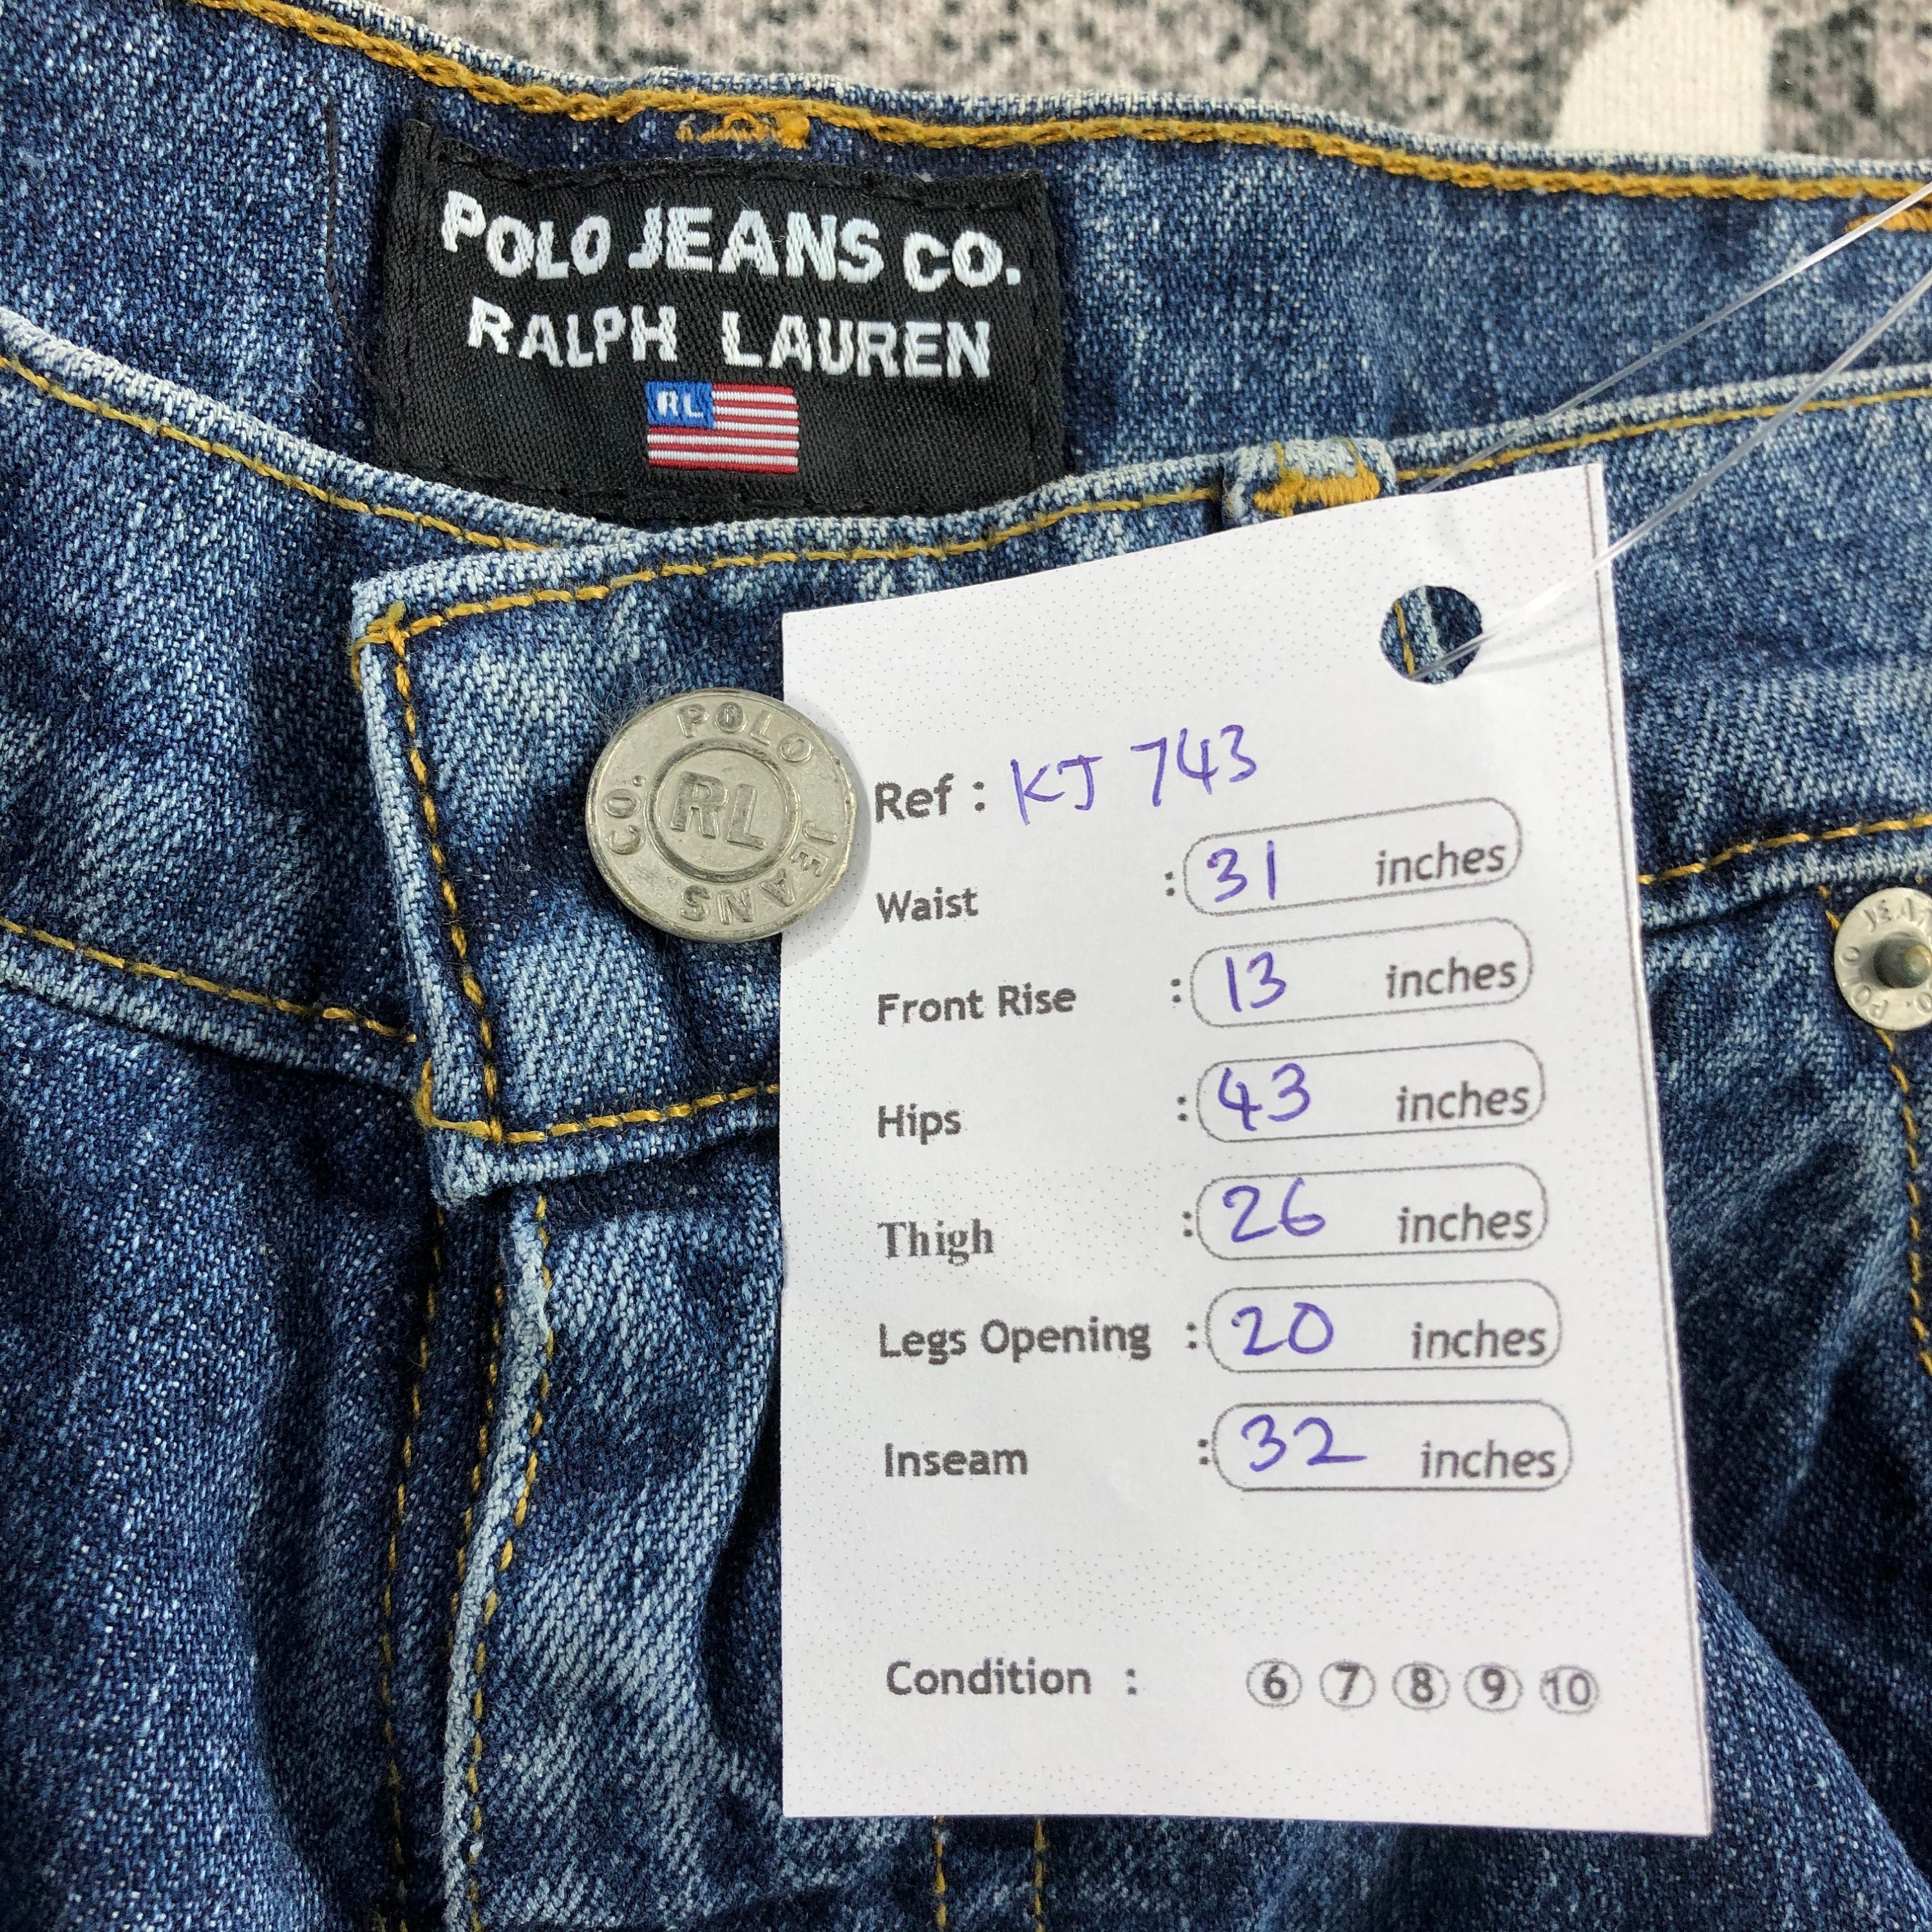 POLO JEANS CO.
RALPH LAUREN
RL
POLO JEANS CO.
RL
Ref : KJ 743
Waist : 31 inches
Front Rise : 13 inches
Hips : 43 inches
Thigh : 26 inches
Legs Opening : 20 inches
Inseam : 32 inches
Condition : 6 7 8 9 10